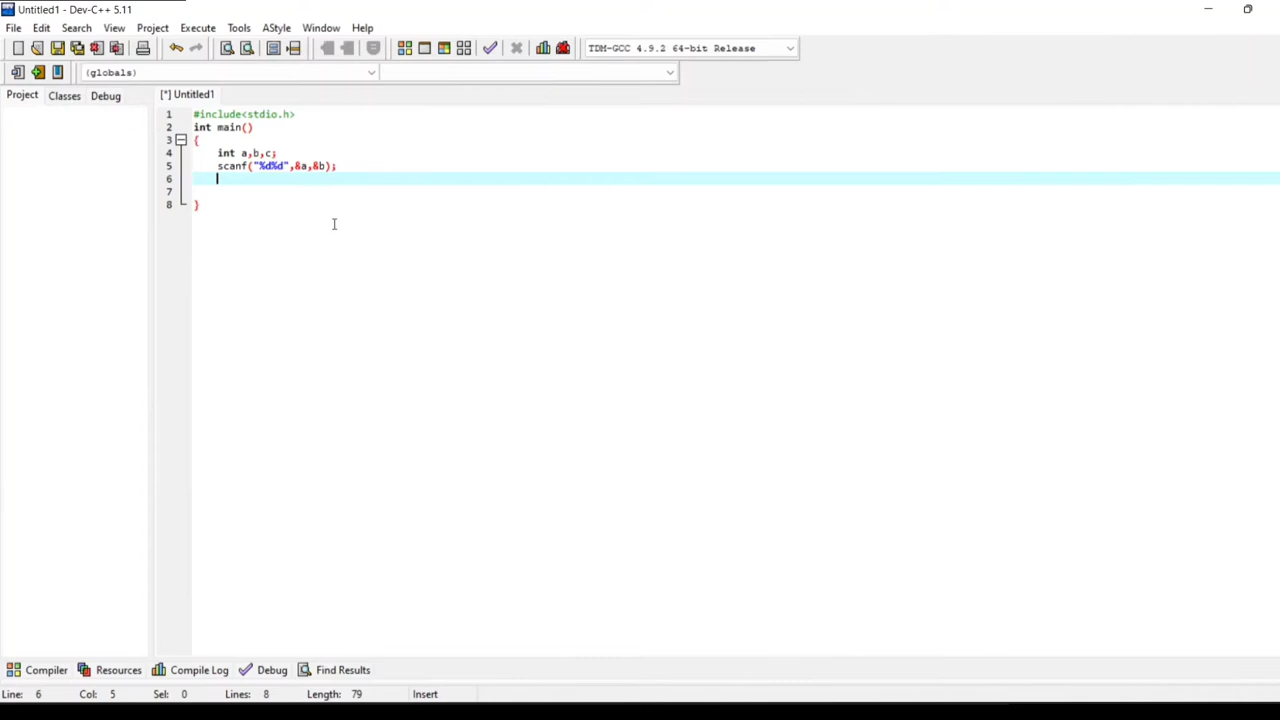 Untitled1 - Dev-C++ 5.11
File Edit Search View Project Execute Tools AStyle Window Help
TDM-GCC 4.9.2 64-bit Release
(globals)
Project Classes Debug [*] Untitled1
1 #include<stdio.h>
2 int main()
3 {
4 int a,b,c;
5 scanf("%d%d",&a,&b);
6
7
8 }
Compiler Resources Compile Log Debug Find Results
Line: 6 Col: 5 Sel: 0 Lines: 8 Length: 79 Insert